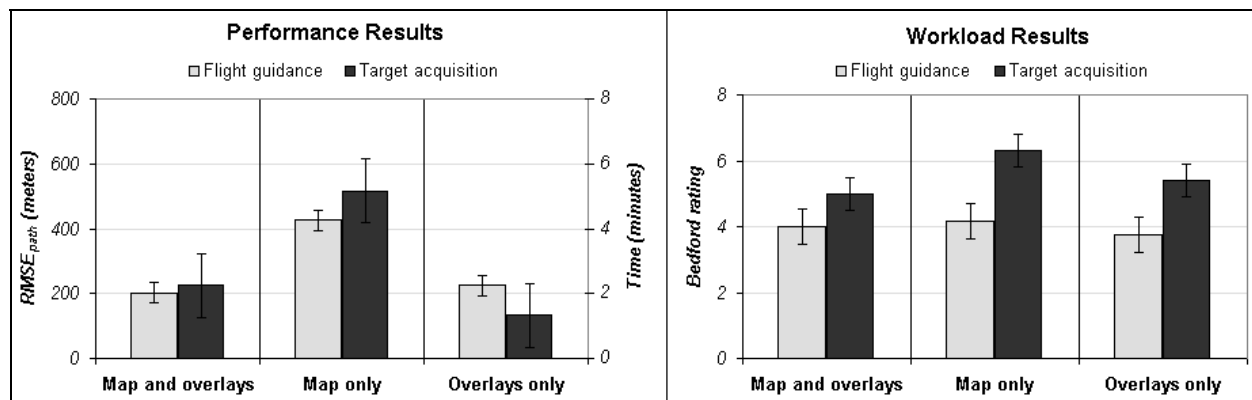 Performance Results
Flight guidance Target acquisition
800
600
400
200
0
RMSEpath (meters)
8
6
4
2
0
Time (minutes)
Map and overlays Map only Overlays only
Workload Results
Flight guidance Target acquisition
8
6
4
2
0
Bedford rating
Map and overlays Map only Overlays only